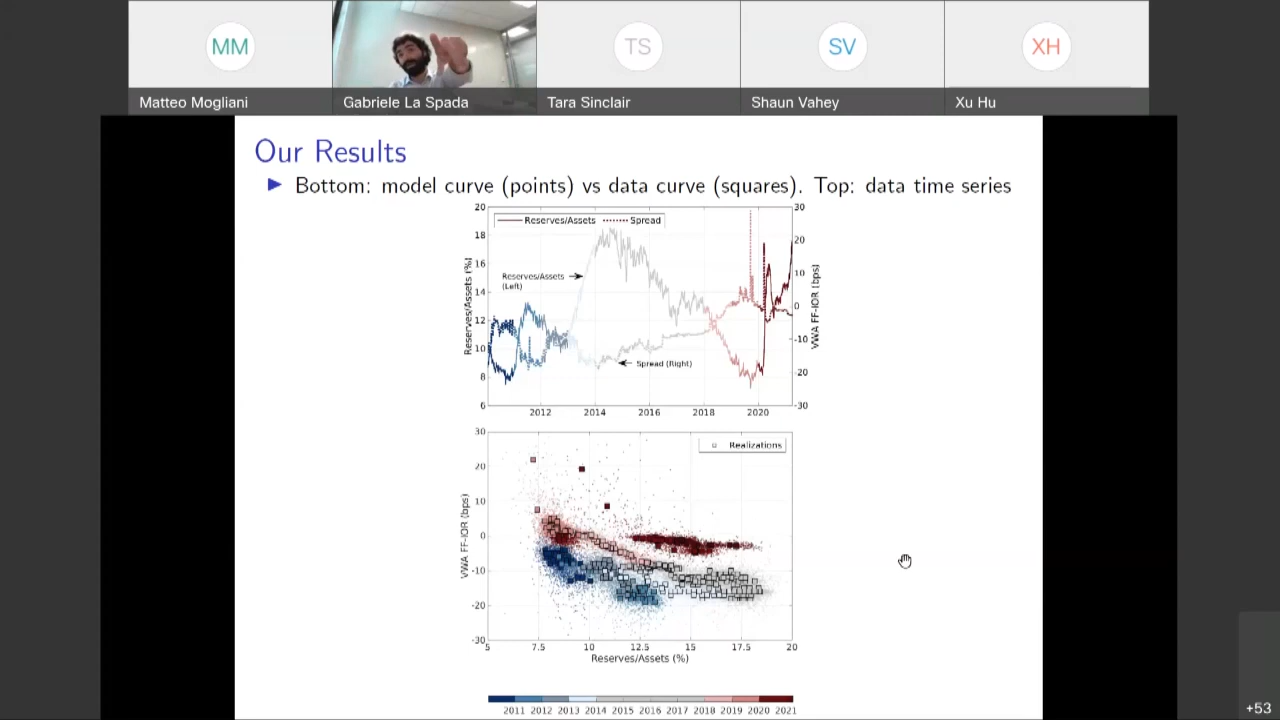 MM
TS
SV
XH
Matteo Mogliani
Gabriele La Spada
Tara Sinclair
Shaun Vahey
Xu Hu
Our Results
Bottom: model curve (points) vs data curve (squares). Top: data time series
Reserves/Assets
Spread
20
18
16
14
12
10
8
6
Reserves/Assets (%)
30
20
10
0
-10
-20
-30
VWA FF-IOR (bps)
Reserves/Assets
(Left)
Spread (Right)
2012 2014 2016 2018 2020
30
20
10
0
-10
-20
-30
VWA FF-IOR (bps)
Realizations
5 7.5 10 12.5 15 17.5 20
Reserves/Assets (%)
2011 2012 2013 2014 2015 2016 2017 2018 2019 2020 2021
+53